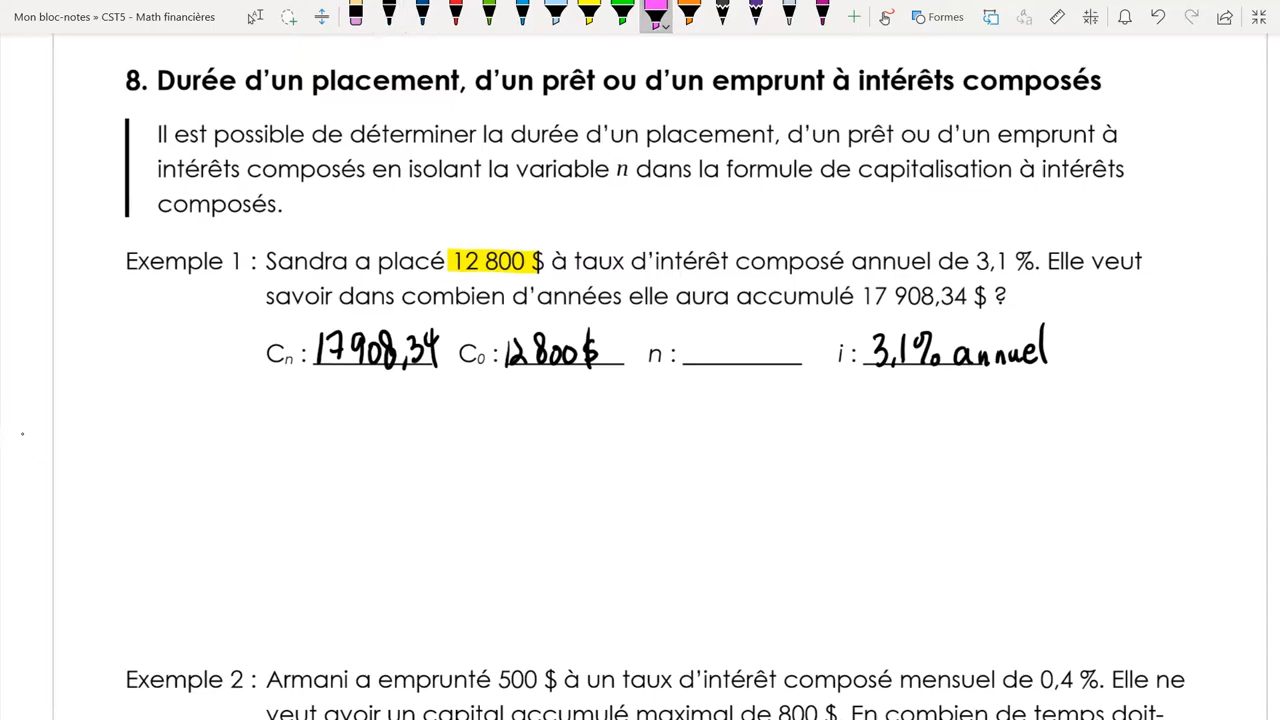 Mon bloc-notes » CST5 - Math financières
Formes
8. Durée d’un placement, d’un prêt ou d’un emprunt à intérêts composés
Il est possible de déterminer la durée d’un placement, d’un prêt ou d’un emprunt à
intérêts composés en isolant la variable n dans la formule de capitalisation à intérêts
composés.
Exemple 1 : Sandra a placé 12 800 $ à taux d’intérêt composé annuel de 3,1 %. Elle veut
savoir dans combien d’années elle aura accumulé 17 908,34 $ ?
Cn : 17908,34 C0 : 12800$ n : ________ i : 3,1% annuel
Exemple 2 : Armani a emprunté 500 $ à un taux d’intérêt composé mensuel de 0,4 %. Elle ne
veut avoir un capital accumulé maximal de 800 $. En combien de temps doit-